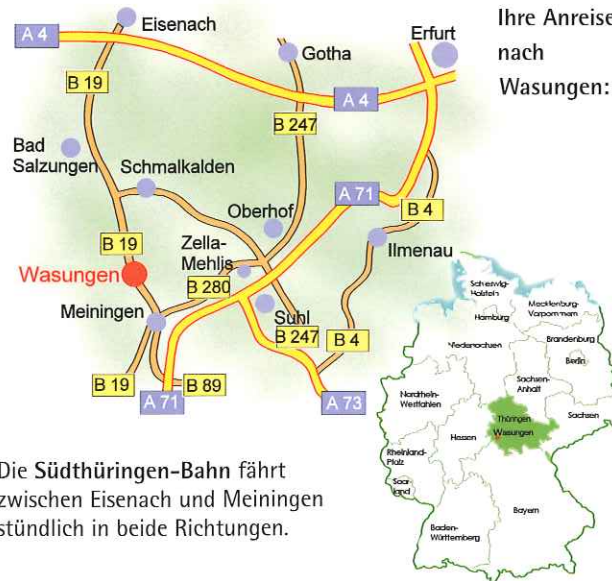 Ihre Anreise
nach
Wasungen:
A 4
Eisenach
Gotha
Erfurt
B 19
A 4
B 247
Bad
Salzungen
Schmalkalden
A 71
Oberhof
B 4
B 19
Zella-
Mehlis
Ilmenau
Wasungen
B 280
Meiningen
Suhl
B 247
B 4
B 19
B 89
A 71
A 73
Schleswig-
Holstein
Mecklenburg-
Vorpommern
Hamburg
Niedersachsen
Brandenburg
Berlin
Sachsen-
Anhalt
Nordrhein-
Westfahlen
Thüringen
Wasungen
Sachsen
Hessen
Rheinland-
Pfalz
Saar
land
Bayern
Baden-
Württemberg
Die Südthüringen-Bahn fährt
zwischen Eisenach und Meiningen
stündlich in beide Richtungen.